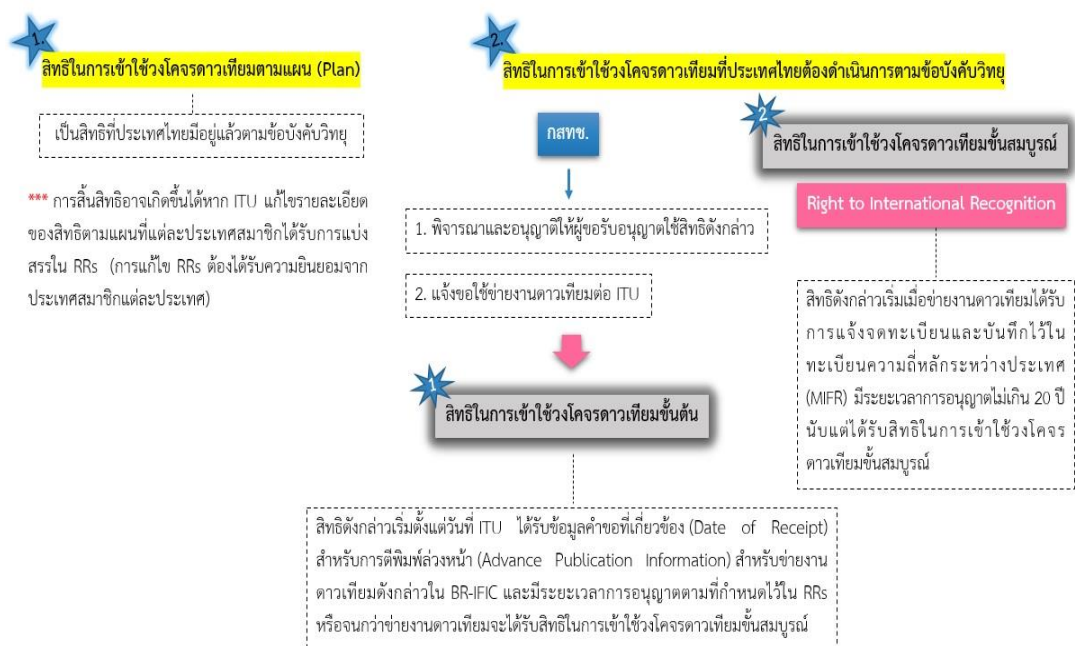 1.
สิทธิในการเข้าใช้วงโคจรดาวเทียมตามแผน (Plan)
เป็นสิทธิที่ประเทศไทยมีอยู่แล้วตามข้อบังคับวิทยุ
*** การสิ้นสิทธิอาจเกิดขึ้นได้หาก ITU แก้ไขรายละเอียด
ของสิทธิตามแผนที่แต่ละประเทศสมาชิกได้รับการแบ่ง
สรรใน RRs (การแก้ไข RRs ต้องได้รับความยินยอมจาก
ประเทศสมาชิกแต่ละประเทศ)
2.
สิทธิในการเข้าใช้วงโคจรดาวเทียมที่ประเทศไทยต้องดำเนินการตามข้อบังคับวิทยุ
กสทช.
1. พิจารณาและอนุญาติให้ผู้ขอรับอนุญาตใช้สิทธิดังกล่าว
2. แจ้งขอใช้ข่ายงานดาวเทียมต่อ ITU
1
สิทธิในการเข้าใช้วงโคจรดาวเทียมขั้นต้น
สิทธิดังกล่าวเริ่มตั้งแต่วันที่ ITU ได้รับข้อมูลคำขอที่เกี่ยวข้อง (Date of Receipt)
สำหรับการตีพิมพ์ล่วงหน้า (Advance Publication Information) สำหรับข่ายงาน
ดาวเทียมดังกล่าวใน BR-IFIC และมีระยะเวลาการอนุญาตตามที่กำหนดไว้ใน RRs
หรือจนกว่าข่ายงานดาวเทียมจะได้รับสิทธิในการเข้าใช้วงโคจรดาวเทียมขั้นสมบูรณ์
2
สิทธิในการเข้าใช้วงโคจรดาวเทียมขั้นสมบูรณ์
Right to International Recognition
สิทธิดังกล่าวเริ่มเมื่อข่ายงานดาวเทียมได้รับ
การแจ้งจดทะเบียนและบันทึกไว้ใน
ทะเบียนความถี่หลักระหว่างประเทศ
(MIFR) มีระยะเวลาการอนุญาตไม่เกิน 20 ปี
นับแต่ได้รับสิทธิในการเข้าใช้วงโคจร
ดาวเทียมขั้นสมบูรณ์